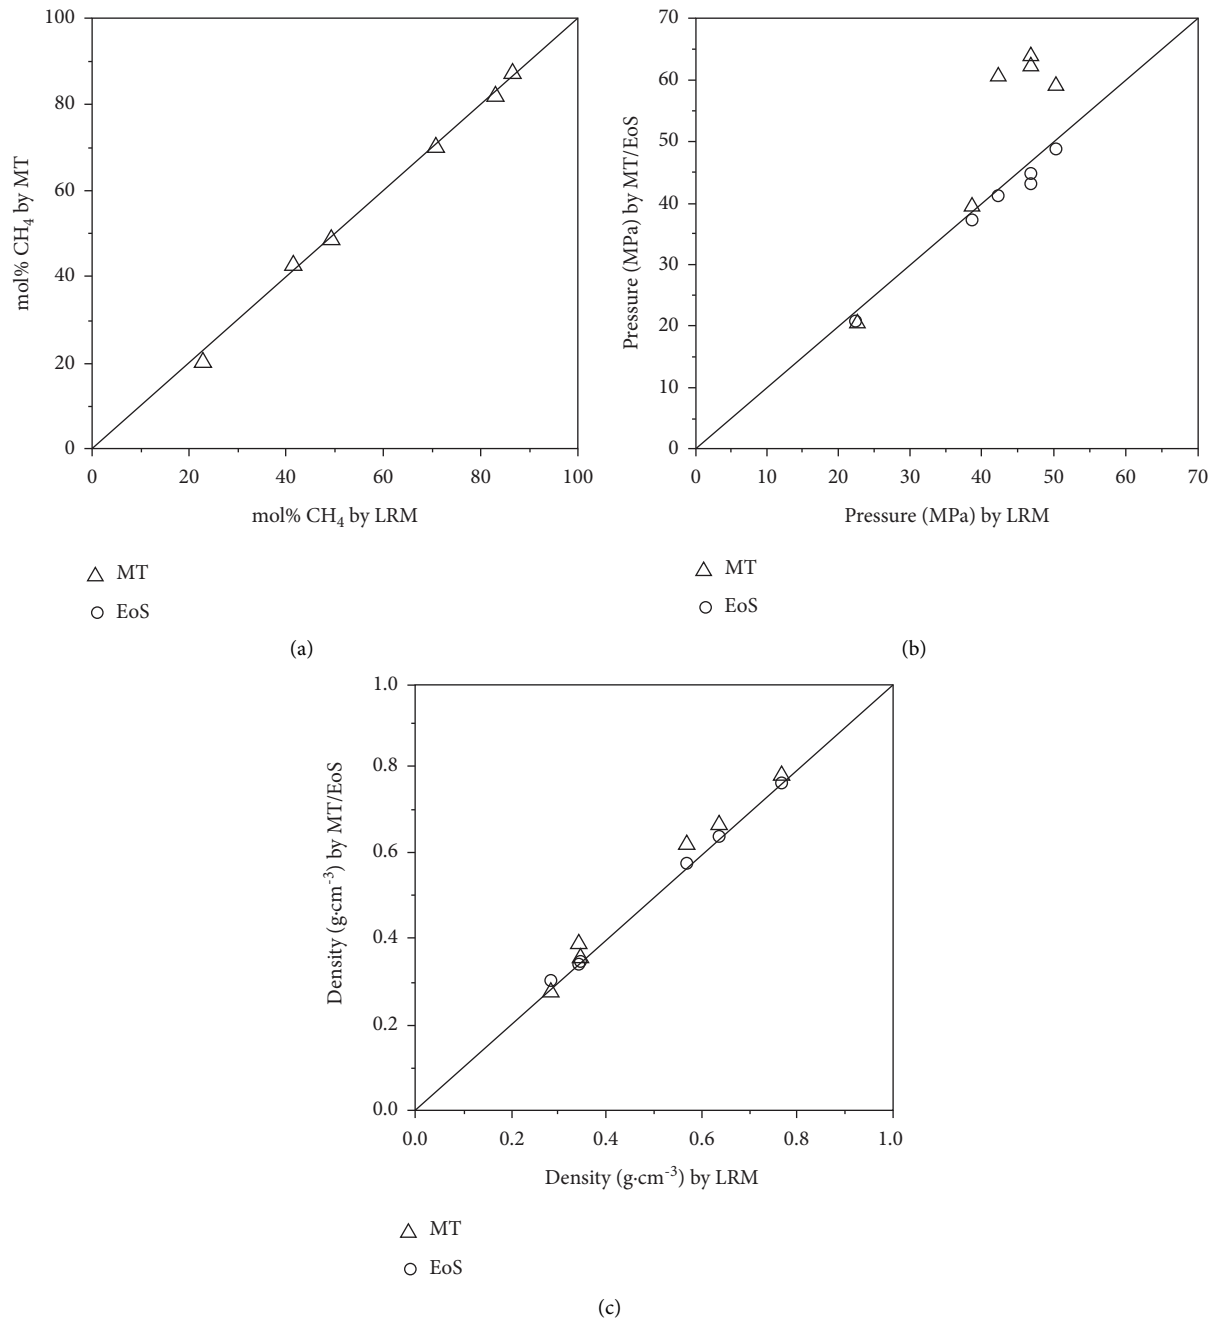 100
80
60
40
20
0
mol% CH₄ by MT
0 20 40 60 80 100
mol% CH₄ by LRM
MT
EoS
(a)
70
60
50
40
30
20
10
0
Pressure (MPa) by MT/EoS
0 10 20 30 40 50 60 70
Pressure (MPa) by LRM
MT
EoS
(b)
1.0
0.8
0.6
0.4
0.2
0.0
Density (g·cm⁻³) by MT/EoS
0.0 0.2 0.4 0.6 0.8 1.0
Density (g·cm⁻³) by LRM
MT
EoS
(c)